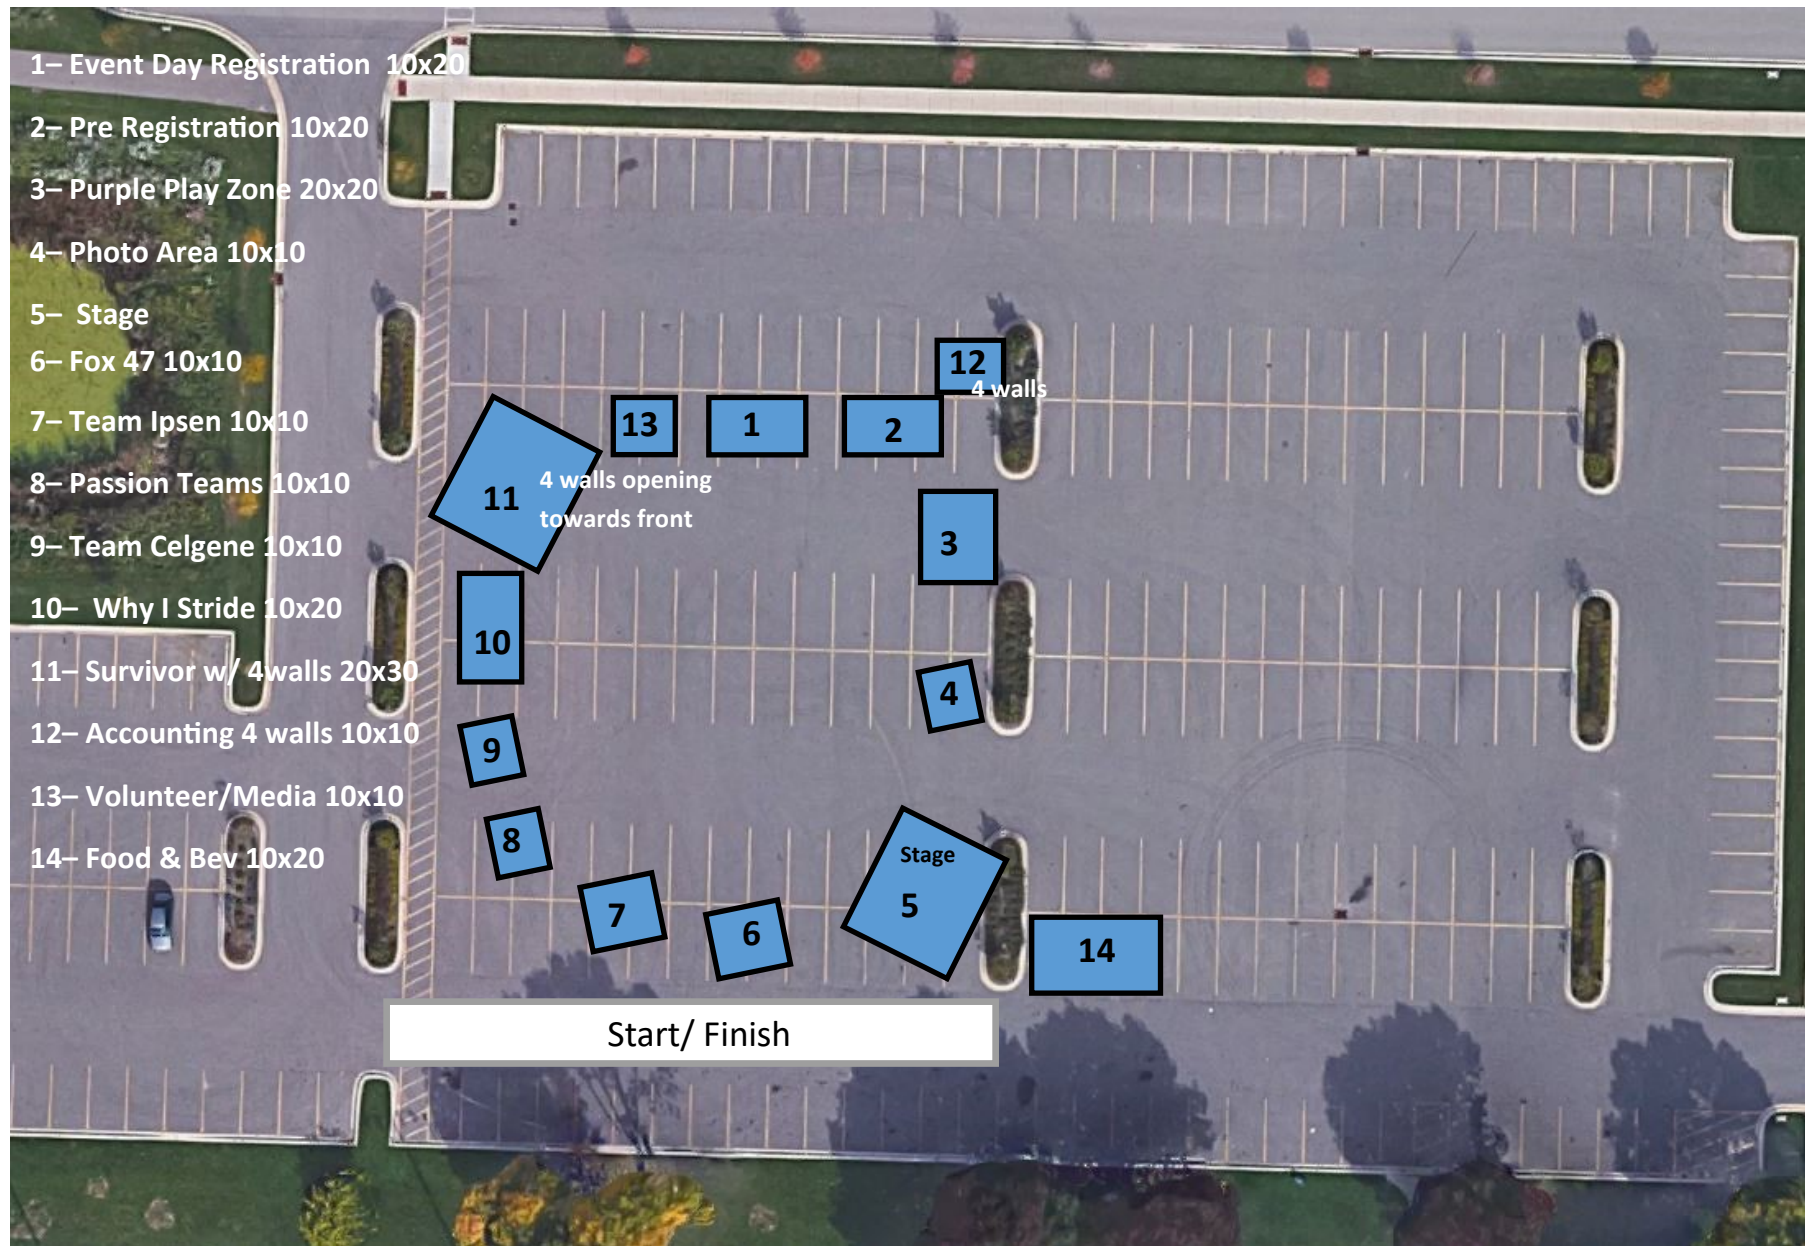 1– Event Day Registration  10x20
2– Pre Registration 10x20
3– Purple Play Zone 20x20
4– Photo Area 10x10
5–  Stage
6– Fox 47 10x10
7– Team Ipsen 10x10
8– Passion Teams 10x10
9– Team Celgene 10x10
10–  Why I Stride 10x20
11– Survivor w/ 4walls 20x30
12– Accounting 4 walls 10x10
13– Volunteer/Media 10x10
14– Food & Bev 10x20
12
4 walls
13
1
2
11
4 walls opening
towards front
3
10
4
9
8
7
6
Stage
5
14
Start/ Finish